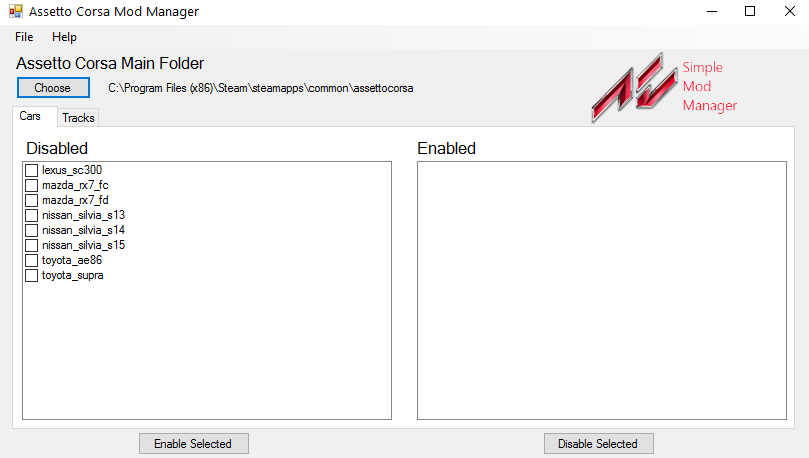 Assetto Corsa Mod Manager
File Help
Assetto Corsa Main Folder
Choose C:\Program Files (x86)\Steam\steamapps\common\assettocorsa
Simple
Mod
Manager
Cars Tracks
Disabled
lexus_sc300
mazda_rx7_fc
mazda_rx7_fd
nissan_silvia_s13
nissan_silvia_s14
nissan_silvia_s15
toyota_ae86
toyota_supra
Enable Selected
Enabled
Disable Selected